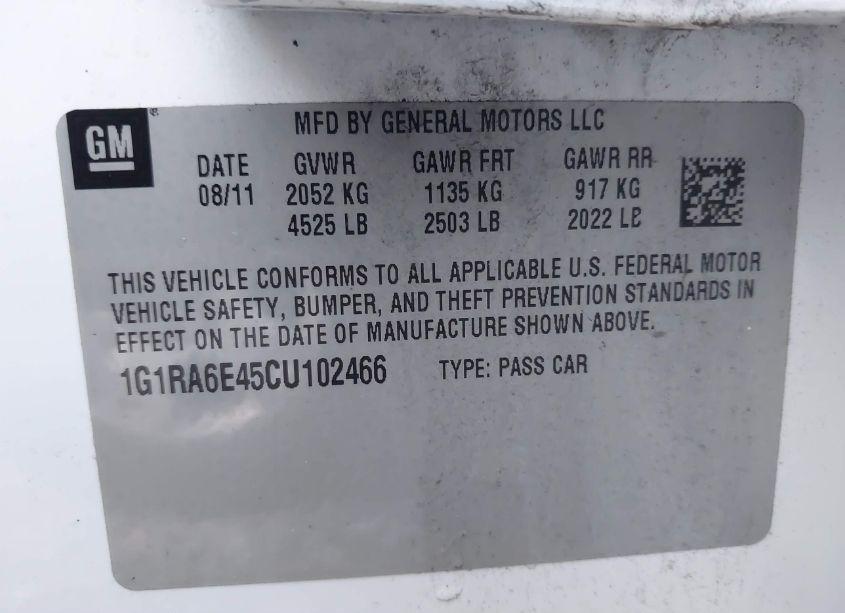 GM
MFD BY GENERAL MOTORS LLC
DATE GVWR GAWR FRT GAWR RR
08/11 2052 KG 1135 KG 917 KG
4525 LB 2503 LB 2022 LB
THIS VEHICLE CONFORMS TO ALL APPLICABLE U.S. FEDERAL MOTOR
VEHICLE SAFETY, BUMPER, AND THEFT PREVENTION STANDARDS IN
EFFECT ON THE DATE OF MANUFACTURE SHOWN ABOVE.
1G1RA6E45CU102466 TYPE: PASS CAR